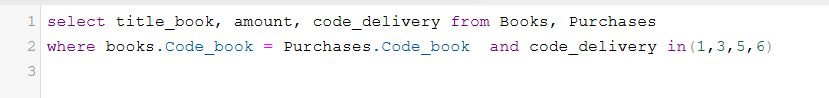 1 select title_book, amount, code_delivery from Books, Purchases
2 where books.Code_book = Purchases.Code_book  and code_delivery in(1,3,5,6)
3